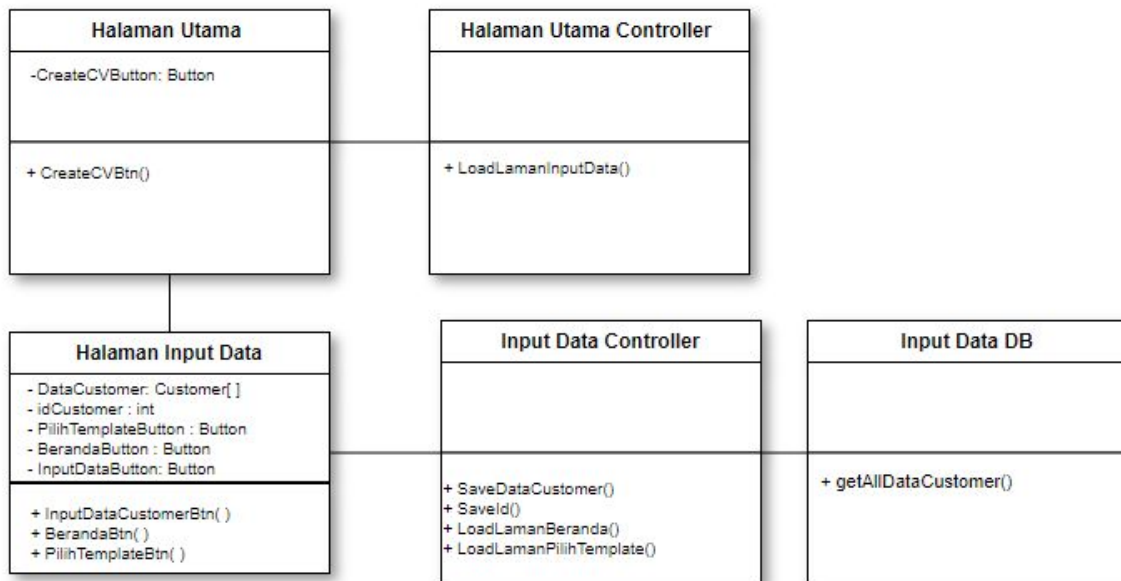 Halaman Utama
-CreateCVButton: Button
+ CreateCVBtn()
Halaman Utama Controller
+ LoadLamanInputData()
Halaman Input Data
- DataCustomer: Customer[ ]
- idCustomer : int
- PilihTemplateButton : Button
- BerandaButton : Button
- InputDataButton: Button
+ InputDataCustomerBtn( )
+ BerandaBtn( )
+ PilihTemplateBtn( )
Input Data Controller
+ SaveDataCustomer()
+ SaveId()
+ LoadLamanBeranda()
+ LoadLamanPilihTemplate()
Input Data DB
+ getAllDataCustomer()